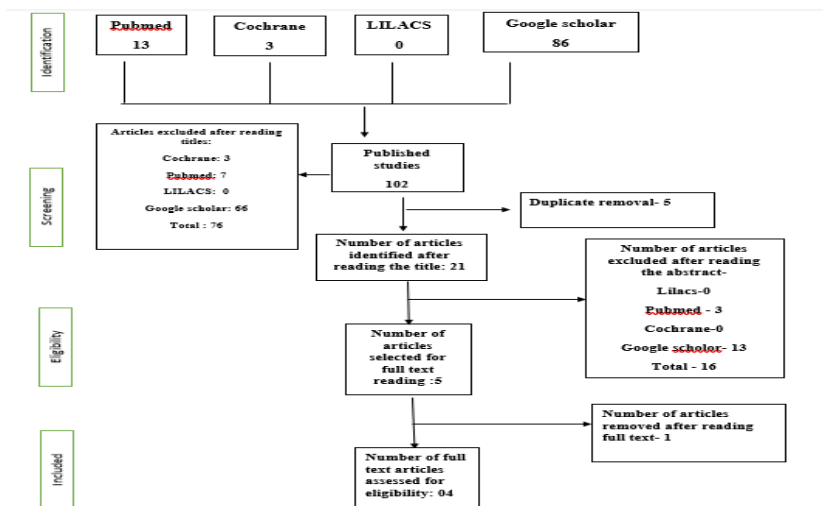 Identification
Pubmed
13
Cochrane
3
LILACS
0
Google scholar
86
Articles excluded after reading
titles:
Cochrane: 3
Pubmed: 7
LILACS: 0
Google scholar: 66
Total : 76
Published
studies
102
Screening
Duplicate removal- 5
Number of articles
identified after
reading the title: 21
Number of articles
excluded after reading
the abstract-
Lilacs-0
Pubmed - 3
Cochrane-0
Google scholor- 13
Total - 16
Eligibility
Number of
articles
selected for
full text
reading :5
Number of articles
removed after reading
full text- 1
Included
Number of full
text articles
assessed for
eligibility: 04